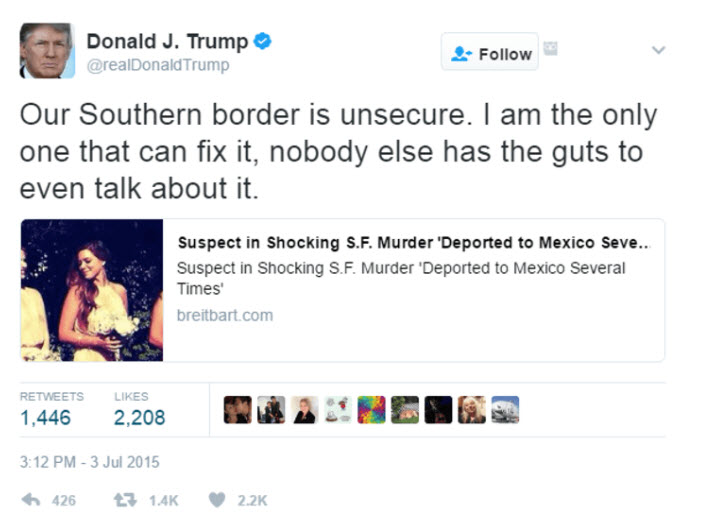 Donald J. Trump
@realDonaldTrump
Follow
Our Southern border is unsecure. I am the only
one that can fix it, nobody else has the guts to
even talk about it.
Suspect in Shocking S.F. Murder 'Deported to Mexico Seve...
Suspect in Shocking S.F. Murder 'Deported to Mexico Several
Times'
breitbart.com
RETWEETS LIKES
1,446 2,208
3:12 PM - 3 Jul 2015
426 1.4K 2.2K